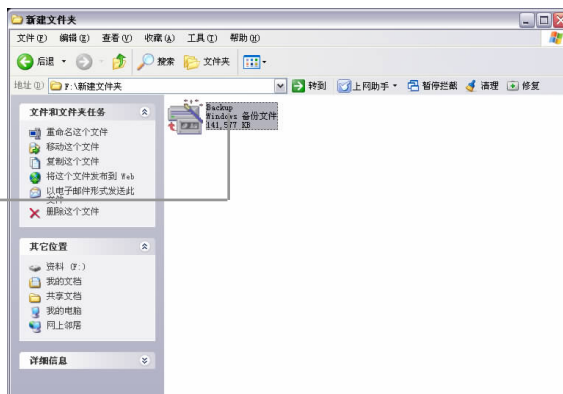 新建文件夹
文件(F) 编辑(E) 查看(V) 收藏(A) 工具(T) 帮助(H)
后退 搜索 文件夹
地址(D) F:\新建文件夹 转到 上网助手 暂停拦截 清理 修复
文件和文件夹任务
重命名这个文件
移动这个文件
复制这个文件
将这个文件发布到 Web
以电子邮件形式发送此
文件
删除这个文件
其它位置
资料 (F:)
我的文档
共享文档
我的电脑
网上邻居
详细信息
Backup
Windows 备份文件
141,577 KB